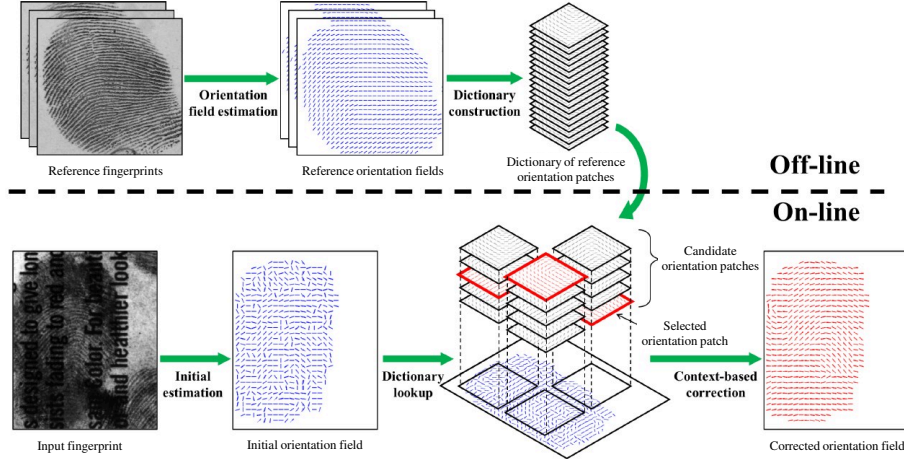 Orientation
field estimation
Dictionary
construction
Reference fingerprints
Reference orientation fields
Dictionary of reference
orientation patches
Off-line
On-line
Candidate
orientation patches
Selected
orientation patch
Initial
estimation
Dictionary
lookup
Context-based
correction
Input fingerprint
Initial orientation field
Corrected orientation field